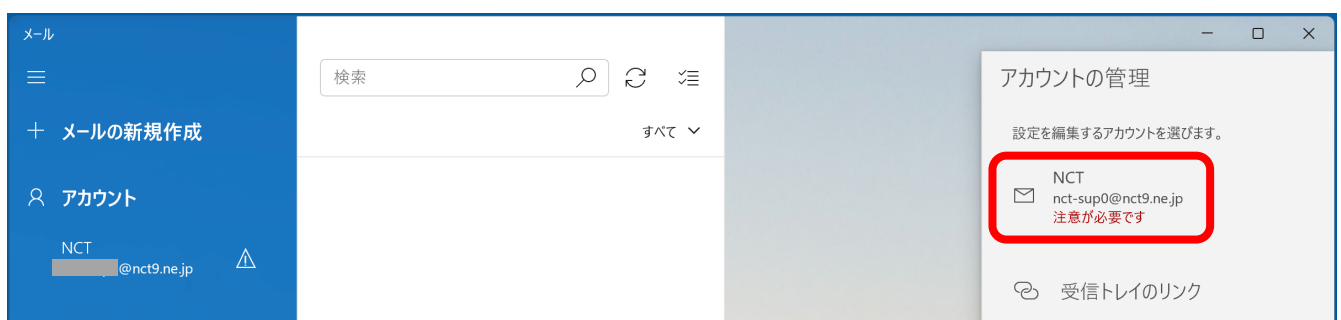 メール
検索
メールの新規作成
すべて
アカウント
NCT
@nct9.ne.jp
アカウントの管理
設定を編集するアカウントを選びます。
NCT
nct-sup0@nct9.ne.jp
注意が必要です
受信トレイのリンク